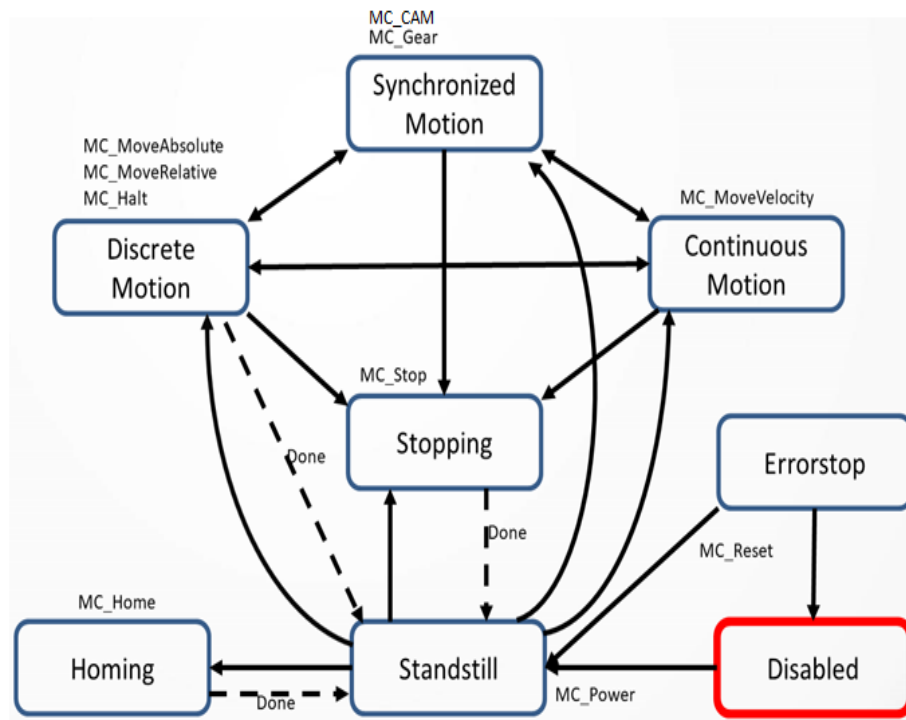 MC_CAM
MC_Gear
Synchronized
Motion
MC_MoveAbsolute
MC_MoveRelative
MC_Halt
MC_MoveVelocity
Discrete
Motion
Continuous
Motion
MC_Stop
Stopping
Errorstop
Done
Done
MC_Reset
MC_Home
Homing
Standstill
Disabled
MC_Power
Done